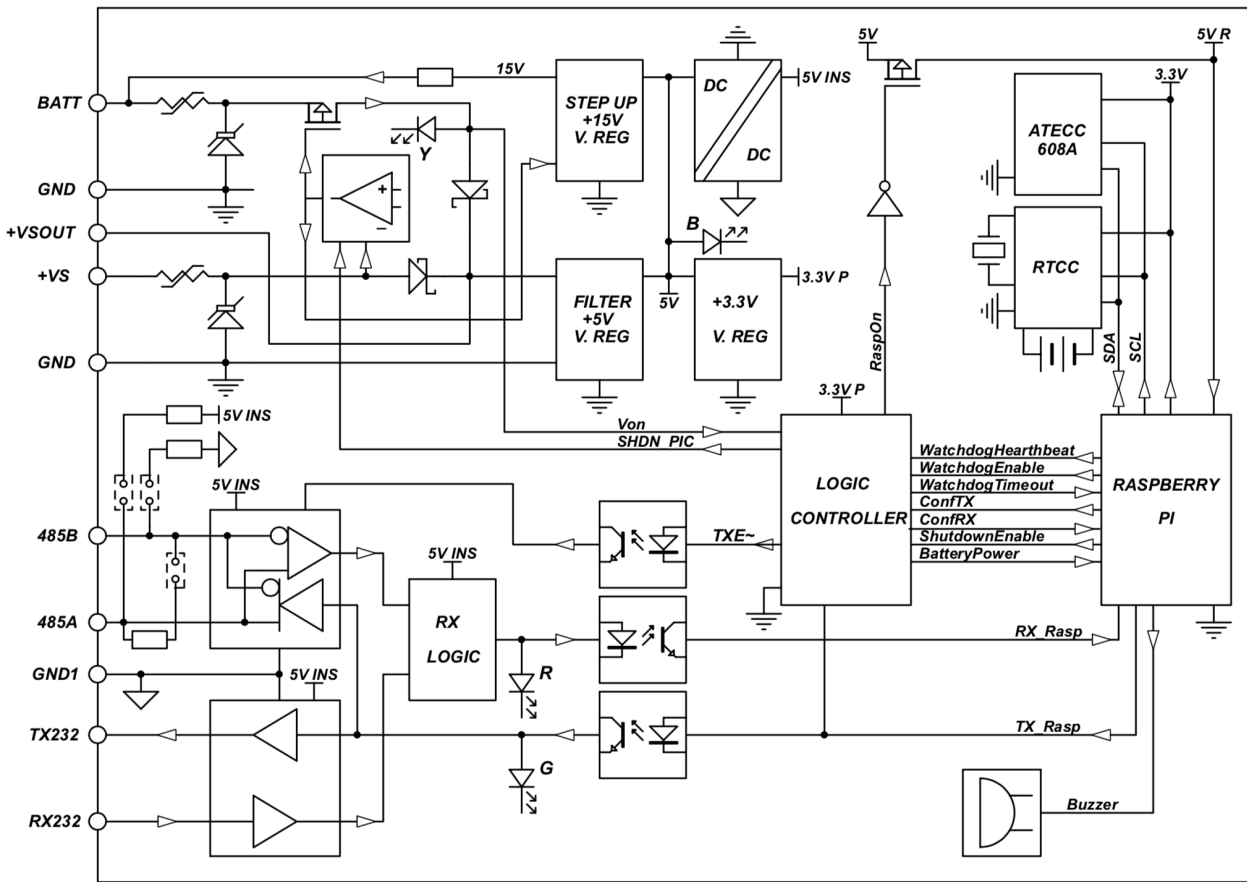 5V
5V R
15V
3.3V
BATT
STEP UP
+15V
V. REG
DC
DC
5V INS
ATECC
608A
Y
GND
+
−
+VSOUT
B
RTCC
+VS
FILTER
+5V
V. REG
5V
+3.3V
V. REG
3.3V P
RaspOn
SDA
SCL
GND
3.3V P
5V INS
Von
SHDN_PIC
LOGIC
CONTROLLER
WatchdogHearthbeat
WatchdogEnable
WatchdogTimeout
ConfTX
ConfRX
ShutdownEnable
BatteryPower
RASPBERRY
PI
5V INS
485B
TXE~
5V INS
RX
LOGIC
485A
RX_Rasp
GND1
5V INS
R
TX232
TX_Rasp
G
Buzzer
RX232